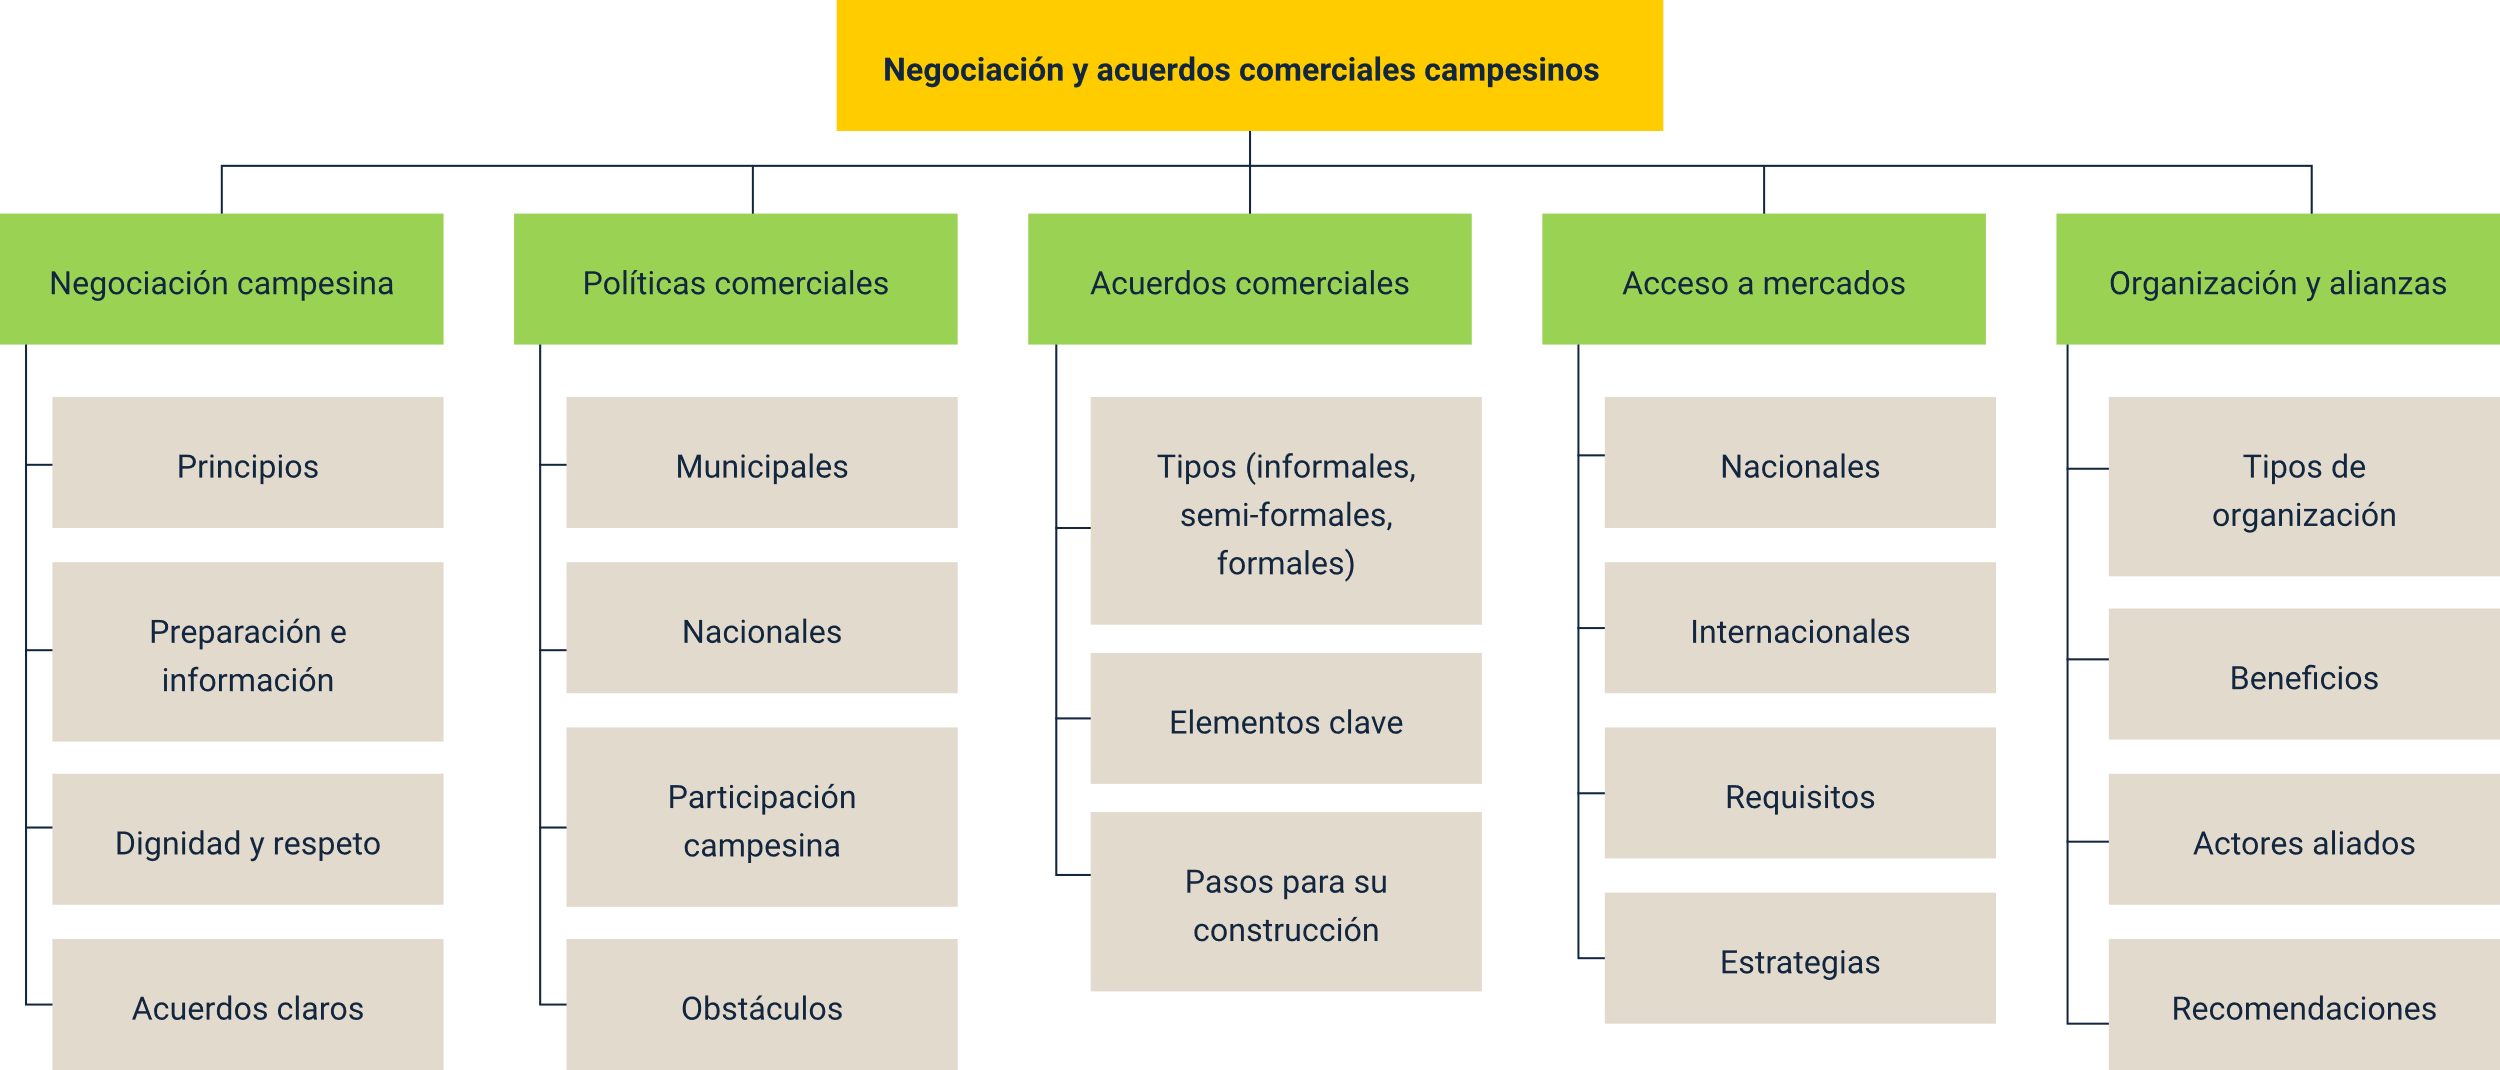 Negociación y acuerdos comerciales campesinos
Negociación campesina
Principios
Preparación e
información
Dignidad y respeto
Acuerdos claros
Políticas comerciales
Municipales
Nacionales
Participación
campesina
Obstáculos
Acuerdos comerciales
Tipos (informales,
semi-formales,
formales)
Elementos clave
Pasos para su
construcción
Acceso a mercados
Nacionales
Internacionales
Requisitos
Estrategias
Organización y alianzas
Tipos de
organización
Beneficios
Actores aliados
Recomendaciones